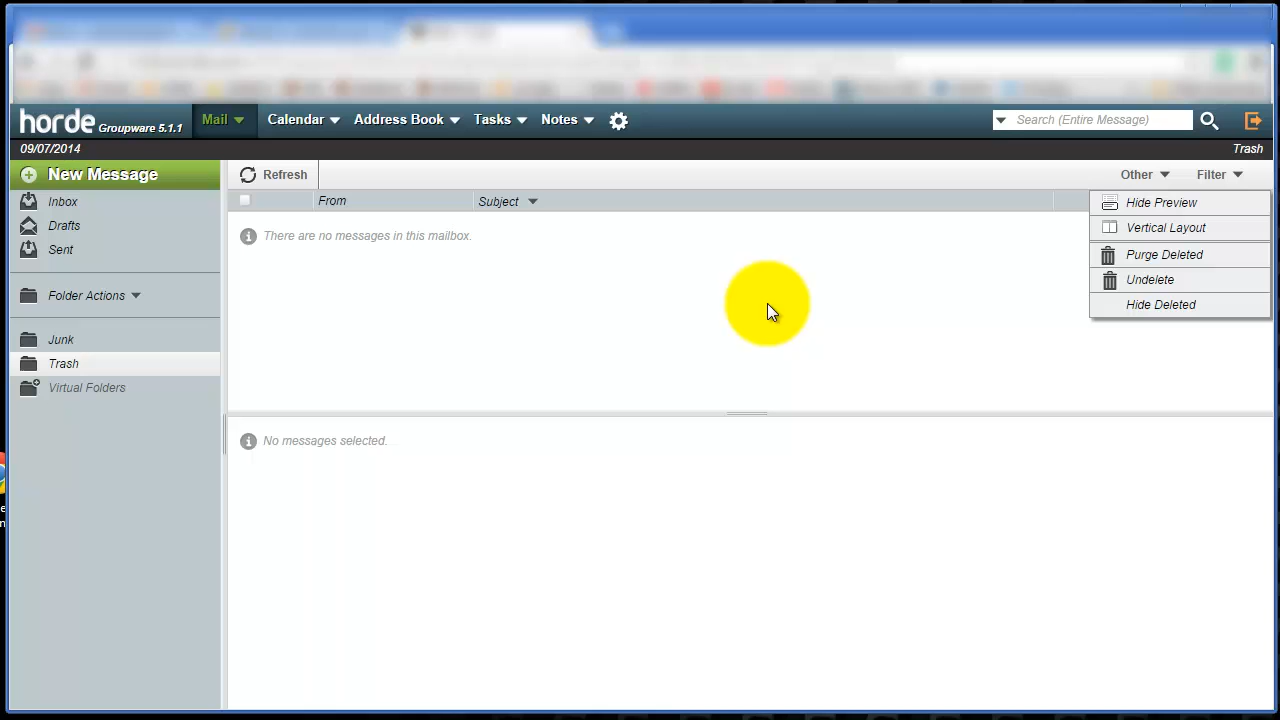 horde Groupware 5.1.1
Mail
Calendar
Address Book
Tasks
Notes
Search (Entire Message)
09/07/2014
Trash
New Message
Refresh
Other
Filter
Inbox
Drafts
Sent
Folder Actions
Junk
Trash
Virtual Folders
From
Subject
There are no messages in this mailbox.
Hide Preview
Vertical Layout
Purge Deleted
Undelete
Hide Deleted
No messages selected.